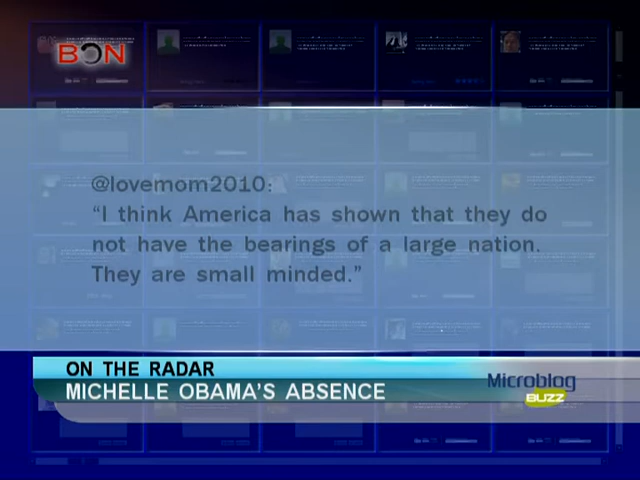 BON
@lovemom2010:
“I think America has shown that they do
not have the bearings of a large nation.
They are small minded.”
ON THE RADAR
MICHELLE OBAMA’S ABSENCE
Microblog
BUZZ